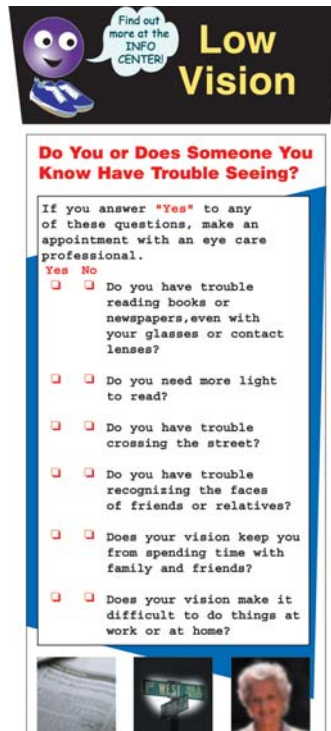 Find out
more at the
INFO
CENTER!
Low
Vision
Do You or Does Someone You
Know Have Trouble Seeing?
If you answer "Yes" to any
of these questions, make an
appointment with an eye care
professional.
Yes No
Do you have trouble
reading books or
newspapers,even with
your glasses or contact
lenses?
Do you need more light
to read?
Do you have trouble
crossing the street?
Do you have trouble
recognizing the faces
of friends or relatives?
Does your vision keep you
from spending time with
family and friends?
Does your vision make it
difficult to do things at
work or at home?
WEST